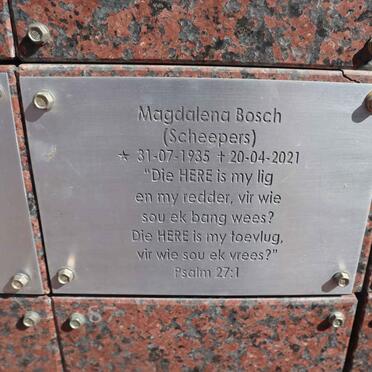 Magdalena Bosch
(Scheepers)
* 31-07-1935 † 20-04-2021
"Die HERE is my lig
en my redder, vir wie
sou ek bang wees?
Die HERE is my toevlug,
vir wie sou ek vrees?"
Psalm 27:1